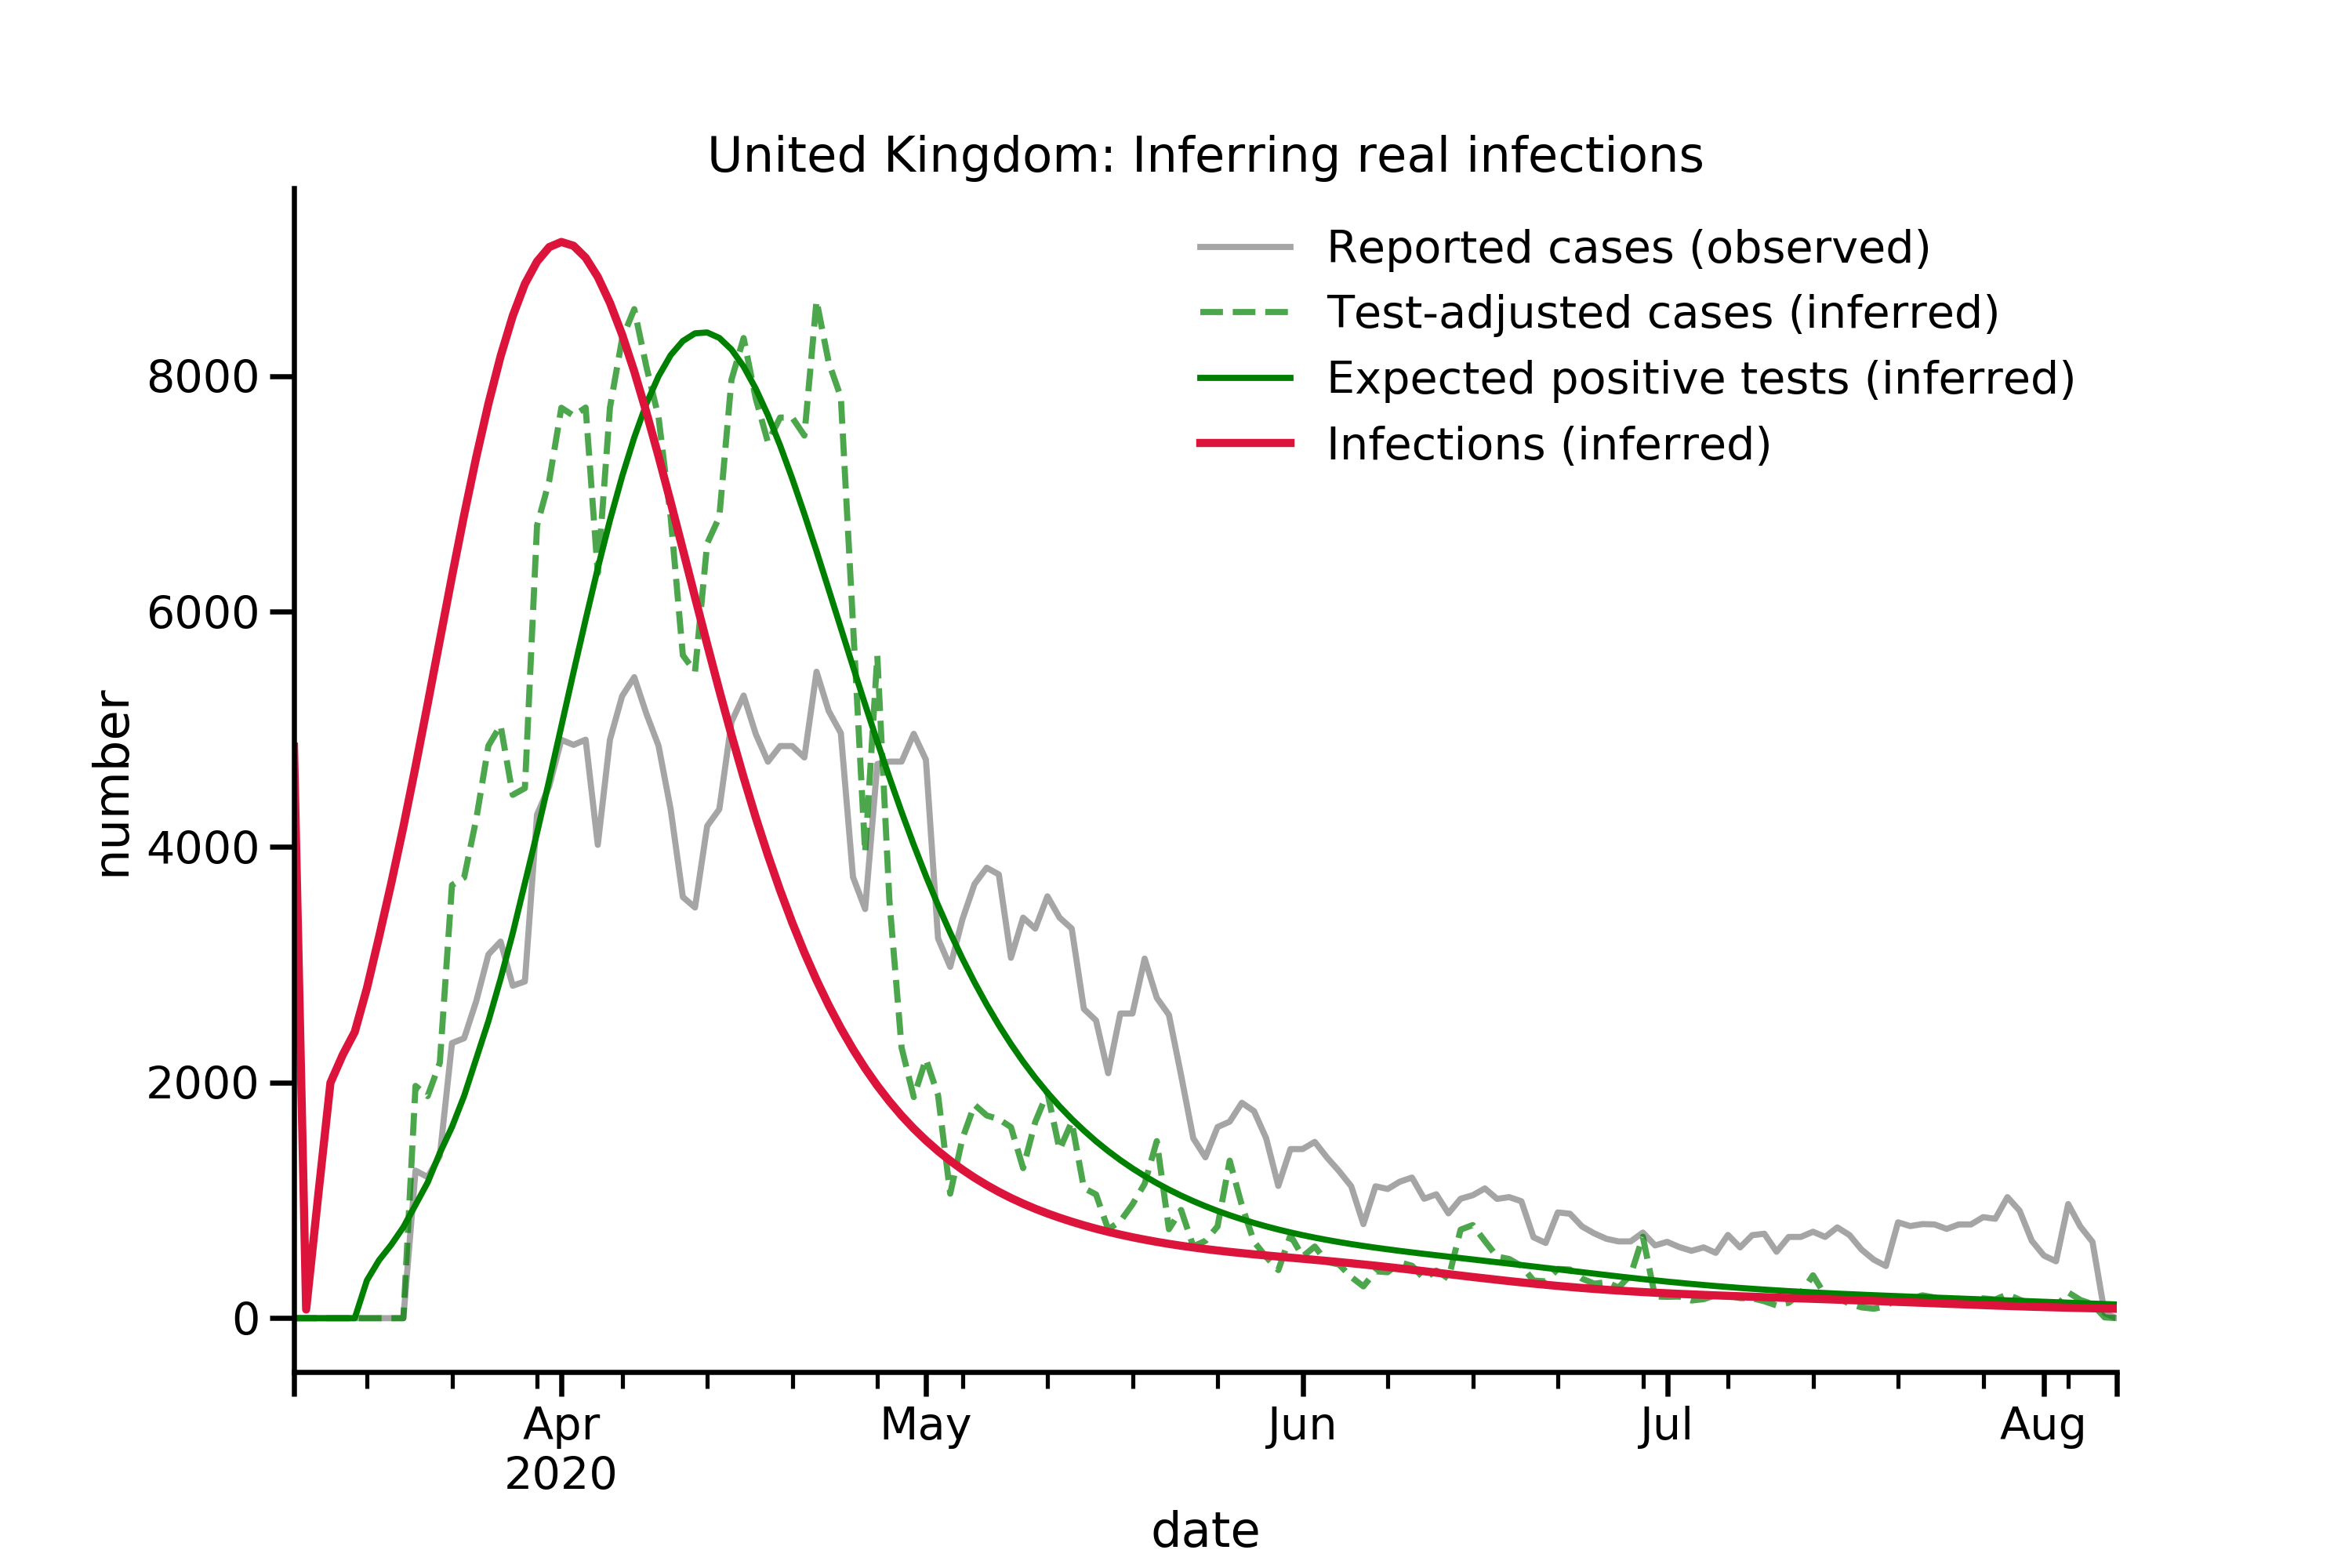 United Kingdom: Inferring real infections
Reported cases (observed)
Test-adjusted cases (inferred)
Expected positive tests (inferred)
Infections (inferred)
8000
6000
4000
2000
0
number
Apr
2020
May
Jun
Jul
Aug
date